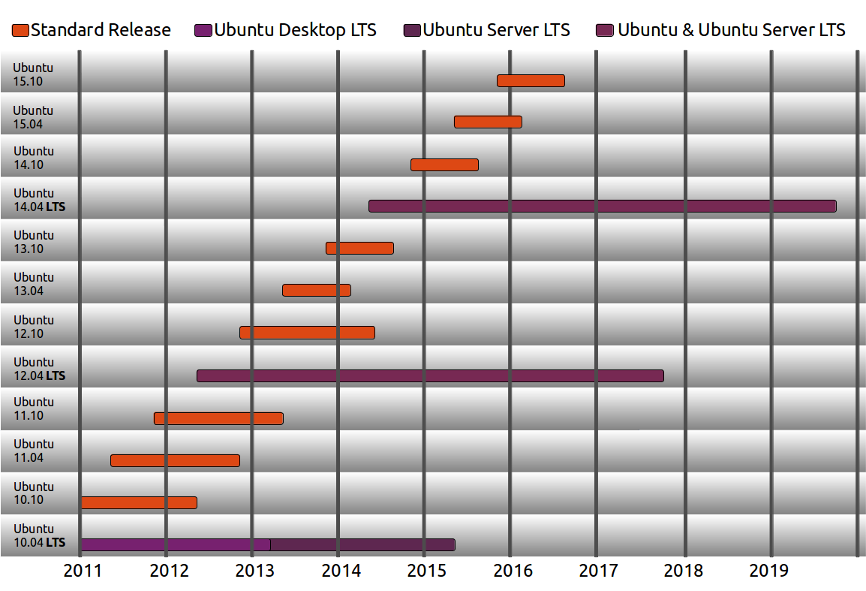 Standard Release Ubuntu Desktop LTS Ubuntu Server LTS Ubuntu & Ubuntu Server LTS
Ubuntu
15.10
Ubuntu
15.04
Ubuntu
14.10
Ubuntu
14.04 LTS
Ubuntu
13.10
Ubuntu
13.04
Ubuntu
12.10
Ubuntu
12.04 LTS
Ubuntu
11.10
Ubuntu
11.04
Ubuntu
10.10
Ubuntu
10.04 LTS
2011 2012 2013 2014 2015 2016 2017 2018 2019